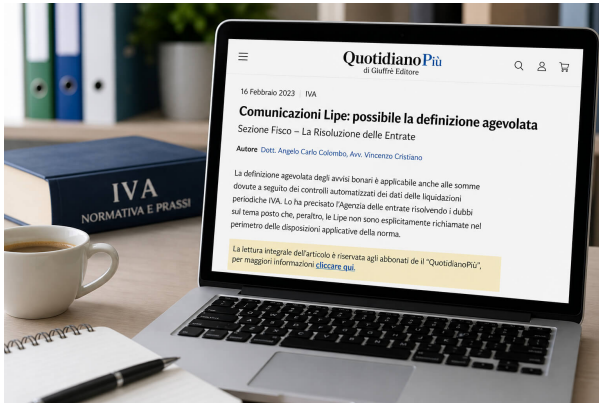 QuotidianoPiù
di Giuffrè Editore
16 Febbraio 2023 | IVA
Comunicazioni Lipe: possibile la definizione agevolata
Sezione Fisco – La Risoluzione delle Entrate
Autore Dott. Angelo Carlo Colombo, Avv. Vincenzo Cristiano
La definizione agevolata degli avvisi bonari è applicabile anche alle somme
dovute a seguito dei controlli automatizzati dei dati delle liquidazioni
periodiche IVA. Lo ha precisato l'Agenzia delle entrate risolvendo i dubbi
sul tema posto che, peraltro, le Lipe non sono esplicitamente richiamate nel
perimetro delle disposizioni applicative della norma.
La lettura integrale dell'articolo è riservata agli abbonati de il "QuotidianoPiù",
per maggiori informazioni cliccare qui.
IVA
NORMATIVA E PRASSI